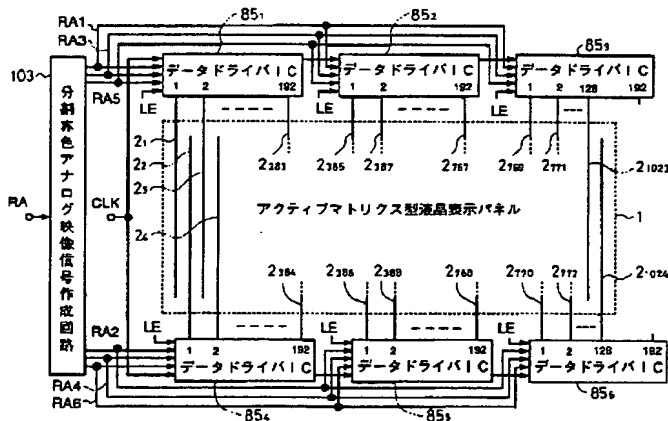 RA1
RA3
85₁
85₂
85₃
103
データドライバIC
データドライバIC
データドライバIC
1 2 192
1 2 192
1 2 128 192
RA5
LE
LE
LE
2₁
2₂
2₃
2₄
2₃₈₃
2₃₈₅
2₃₈₇
2₇₆₇
2₇₆₉
2₇₇₁
2₁₀₂₃
RA
CLK
分割赤色アナログ映像信号作成回路
アクティブマトリクス型液晶表示パネル
1
2₃₈₄
2₃₈₆
2₃₈₈
2₇₆₈
2₇₇₀
2₇₇₂
2₁₀₂₄
RA2
LE
LE
LE
1 2 192
1 2 192
1 2 128 192
データドライバIC
データドライバIC
データドライバIC
RA4
RA6
85₄
85₅
85₆